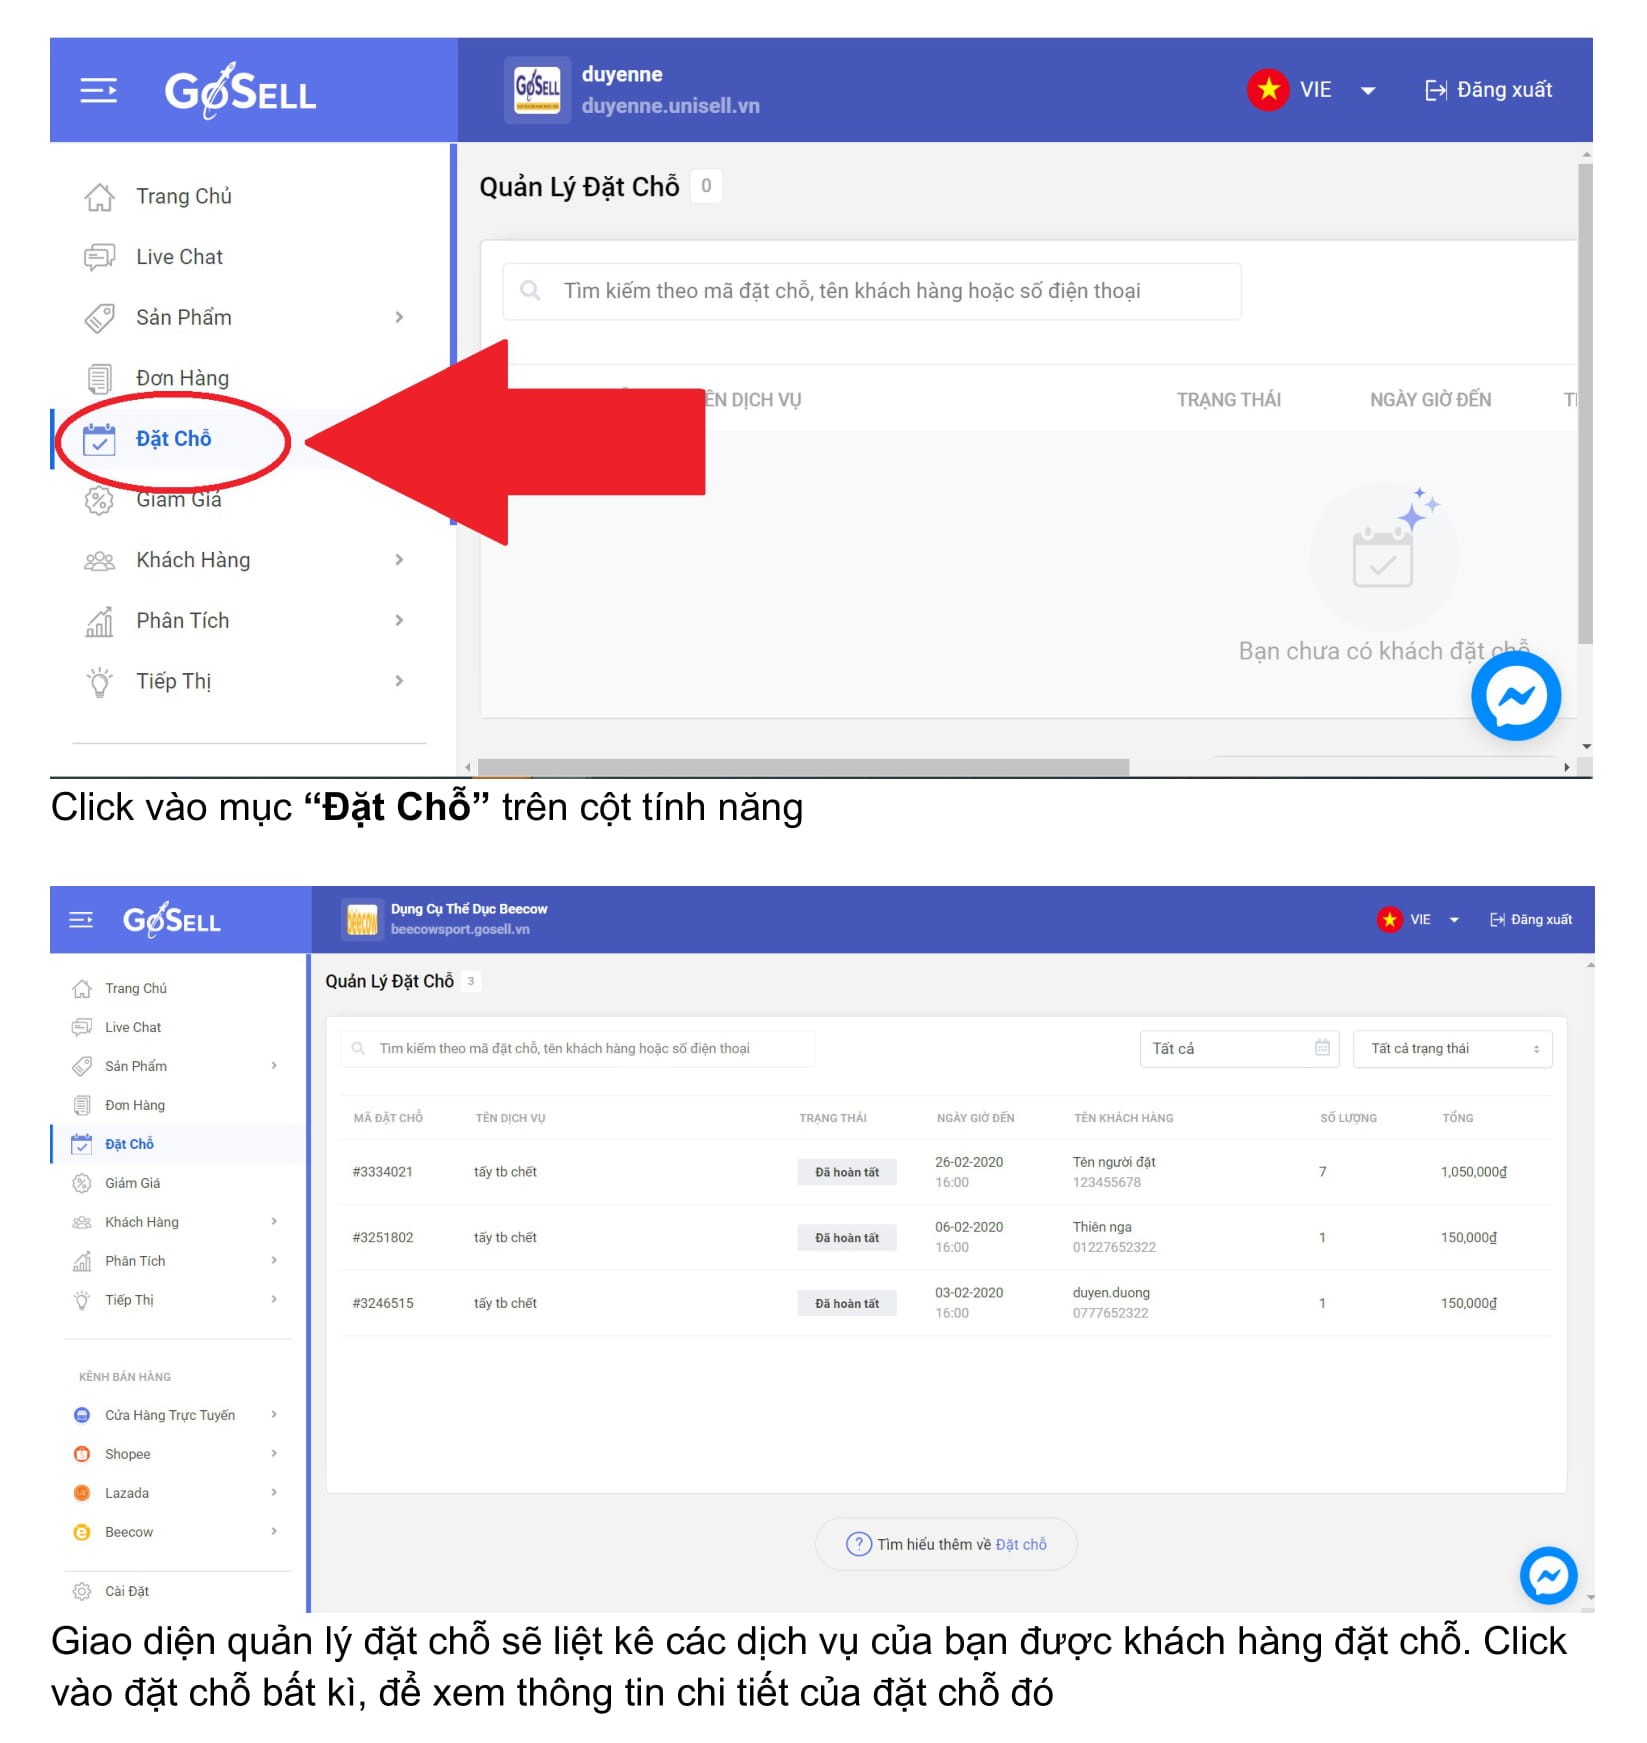 GoSELL
duyenne
duyenne.unisell.vn
VIE
Đăng xuất
Trang Chủ
Live Chat
Sản Phẩm
Đơn Hàng
Đặt Chỗ
Giảm Giá
Khách Hàng
Phân Tích
Tiếp Thị
Quản Lý Đặt Chỗ 0
Tìm kiếm theo mã đặt chỗ, tên khách hàng hoặc số điện thoại
ÊN DỊCH VỤ TRẠNG THÁI NGÀY GIỜ ĐẾN
Bạn chưa có khách đặt chỗ
Click vào mục “Đặt Chỗ” trên cột tính năng
GoSELL
BEECOW
Dụng Cụ Thể Dục Beecow
beecowsport.gosell.vn
VIE
Đăng xuất
Trang Chủ
Live Chat
Sản Phẩm
Đơn Hàng
Đặt Chỗ
Giảm Giá
Khách Hàng
Phân Tích
Tiếp Thị
KÊNH BÁN HÀNG
Cửa Hàng Trực Tuyến
Shopee
Lazada
Beecow
Cài Đặt
Quản Lý Đặt Chỗ 3
Tìm kiếm theo mã đặt chỗ, tên khách hàng hoặc số điện thoại
Tất cả
Tất cả trạng thái
MÃ ĐẶT CHỖ TÊN DỊCH VỤ TRẠNG THÁI NGÀY GIỜ ĐẾN TÊN KHÁCH HÀNG SỐ LƯỢNG TỔNG
#3334021 tấy tb chết Đã hoàn tất 26-02-2020 Tên người đặt 7 1,050,000₫
16:00 123455678
#3251802 tấy tb chết Đã hoàn tất 06-02-2020 Thiên nga 1 150,000₫
16:00 01227652322
#3246515 tấy tb chết Đã hoàn tất 03-02-2020 duyen.duong 1 150,000₫
16:00 0777652322
Tìm hiểu thêm về Đặt chỗ
Giao diện quản lý đặt chỗ sẽ liệt kê các dịch vụ của bạn được khách hàng đặt chỗ. Click
vào đặt chỗ bất kì, để xem thông tin chi tiết của đặt chỗ đó